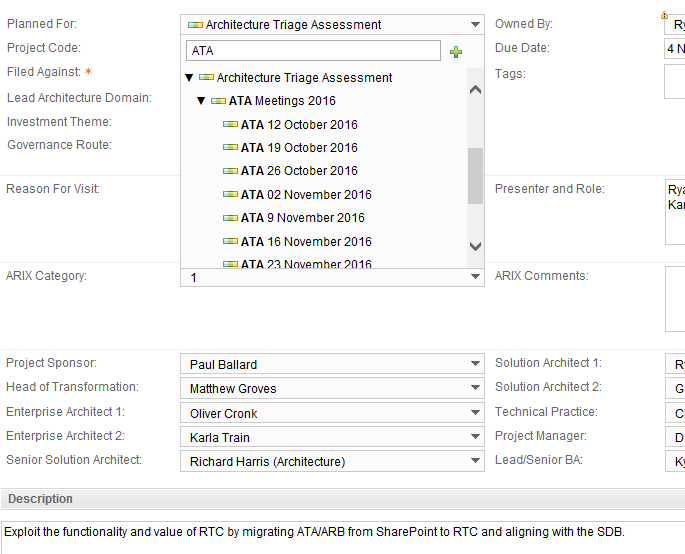 Planned For: Architecture Triage Assessment Owned By:
Project Code: ATA Due Date: 4
Filed Against: * Architecture Triage Assessment Tags:
Lead Architecture Domain: ATA Meetings 2016
Investment Theme: ATA 12 October 2016
Governance Route: ATA 19 October 2016
ATA 26 October 2016
Reason For Visit: ATA 02 November 2016 Presenter and Role:
ATA 9 November 2016
ATA 16 November 2016
ATA 23 November 2016
ARIX Category: 1 ARIX Comments:
Project Sponsor: Paul Ballard Solution Architect 1:
Head of Transformation: Matthew Groves Solution Architect 2:
Enterprise Architect 1: Oliver Cronk Technical Practice:
Enterprise Architect 2: Karla Train Project Manager:
Senior Solution Architect: Richard Harris (Architecture) Lead/Senior BA:
Description
Exploit the functionality and value of RTC by migrating ATA/ARB from SharePoint to RTC and aligning with the SDB.